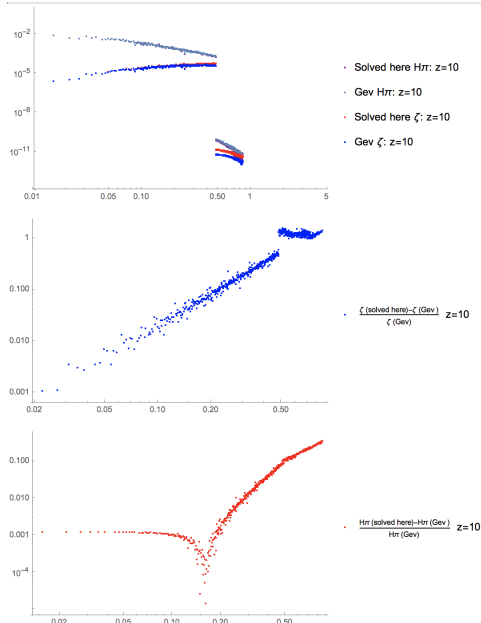 10^-2
10^-5
10^-8
10^-11
0.01 0.05 0.10 0.50 1 5
Solved here Hπ: z=10
Gev Hπ: z=10
Solved here ζ: z=10
Gev ζ: z=10
1
0.100
0.010
0.001
0.02 0.05 0.10 0.20 0.50
ζ (solved here)–ζ (Gev)
ζ (Gev)
z=10
0.100
0.010
0.001
10^-4
0.02 0.05 0.10 0.20 0.50
Hπ (solved here)–Hπ (Gev)
Hπ (Gev)
z=10